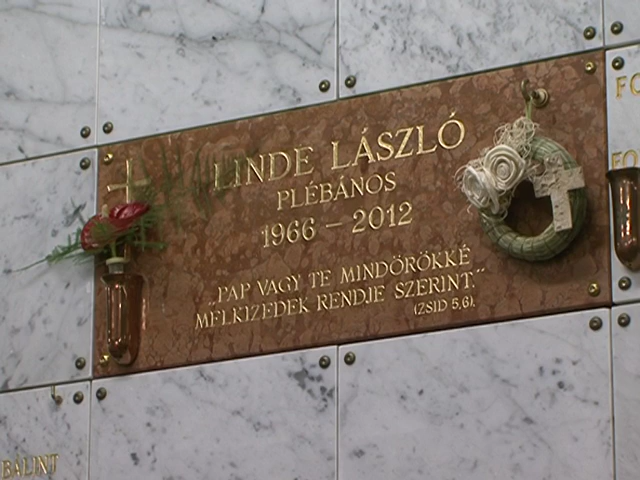 LINDE LÁSZLÓ
PLÉBÁNOS
1966 – 2012
„PAP VAGY TE MINDÖRÖKKÉ
MELKIZEDEK RENDJE SZERINT.”
(ZSID 5,6).
BÁLINT